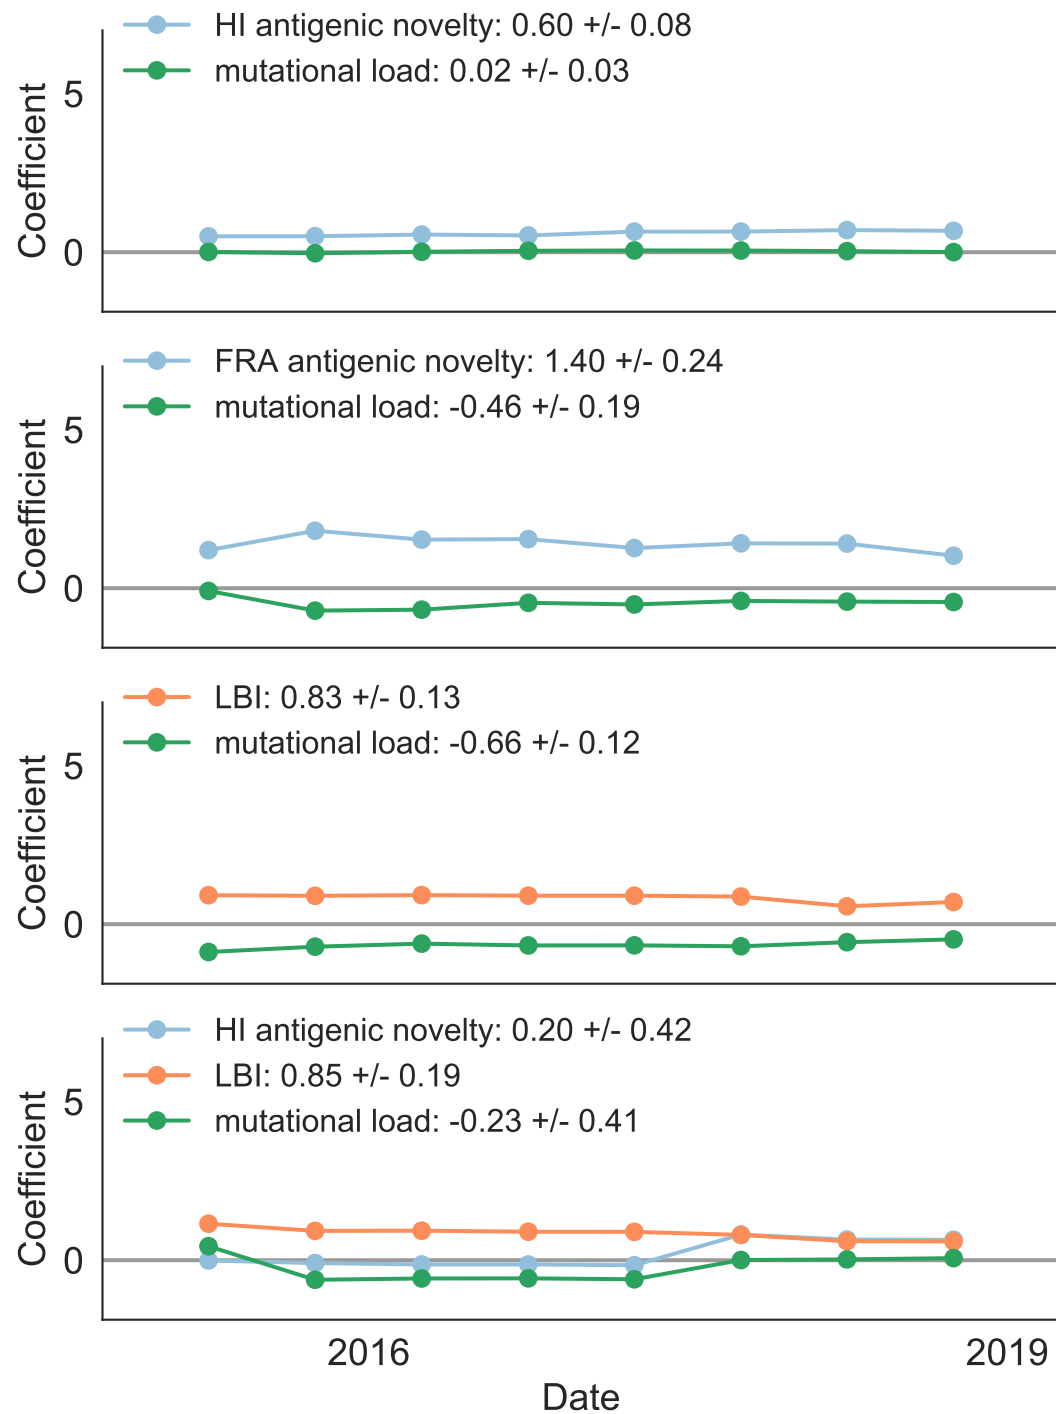 HI antigenic novelty: 0.60 +/- 0.08
mutational load: 0.02 +/- 0.03
5
Coefficient
0
FRA antigenic novelty: 1.40 +/- 0.24
mutational load: -0.46 +/- 0.19
5
Coefficient
0
LBI: 0.83 +/- 0.13
mutational load: -0.66 +/- 0.12
5
Coefficient
0
HI antigenic novelty: 0.20 +/- 0.42
LBI: 0.85 +/- 0.19
mutational load: -0.23 +/- 0.41
5
Coefficient
0
2016 2019
Date